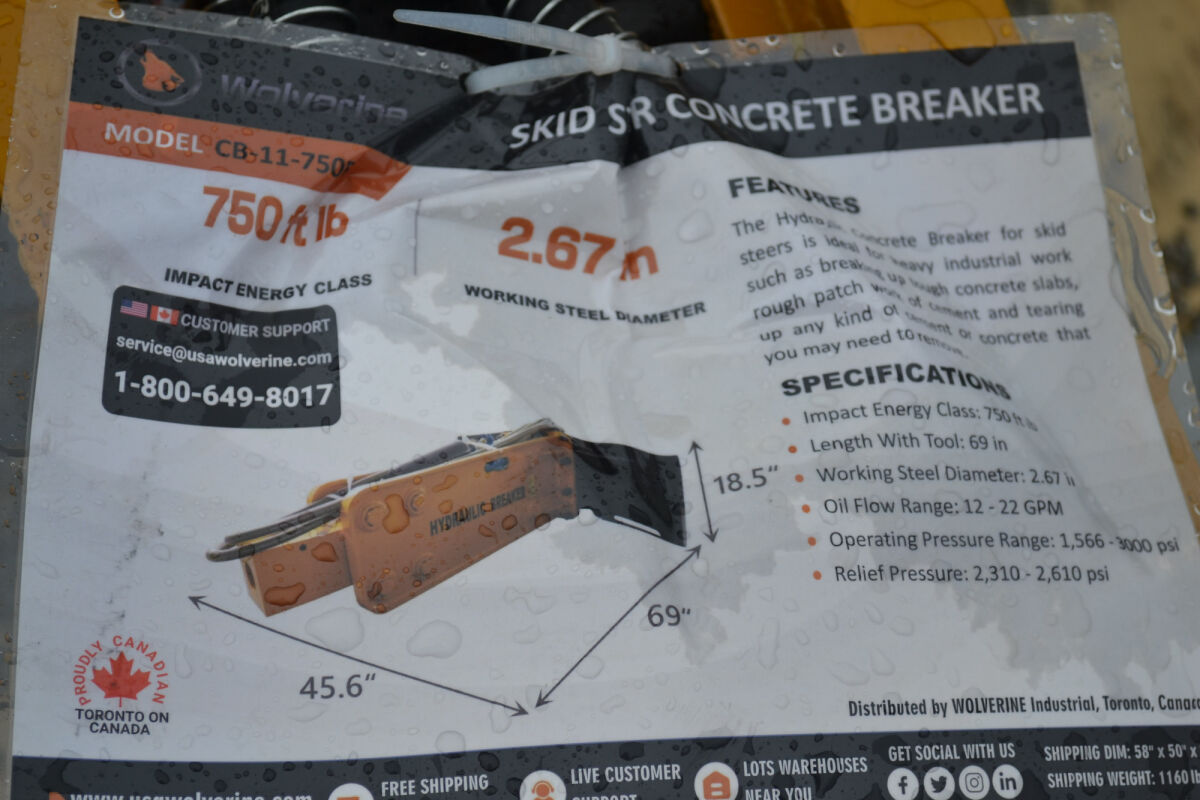 Wolverine
SKID S R CONCRETE BREAKER
MODEL CB-11-750
750 ft lb
IMPACT ENERGY CLASS
2.67 in
WORKING STEEL DIAMETER
CUSTOMER SUPPORT
service@usawolverine.com
1-800-649-8017
FEATURES
The Hydraulic Concrete Breaker for skid
steers is ideal for heavy industrial work
such as breaking up tough concrete slabs,
rough patch work of cement and tearing
up any kind of cement or concrete that
you may need to remove.
SPECIFICATIONS
Impact Energy Class: 750 ft lb
Length With Tool: 69 in
Working Steel Diameter: 2.67 in
Oil Flow Range: 12 - 22 GPM
Operating Pressure Range: 1,566 - 3000 psi
Relief Pressure: 2,310 - 2,610 psi
HYDRAULIC BREAKER
18.5"
69"
45.6"
PROUDLY CANADIAN
TORONTO ON
CANADA
Distributed by WOLVERINE Industrial, Toronto, Canada
www.usawolverine.com
FREE SHIPPING
LIVE CUSTOMER
SUPPORT
LOTS WAREHOUSES
NEAR YOU
GET SOCIAL WITH US
SHIPPING DIM: 58" x 50" x
SHIPPING WEIGHT: 1160 lb